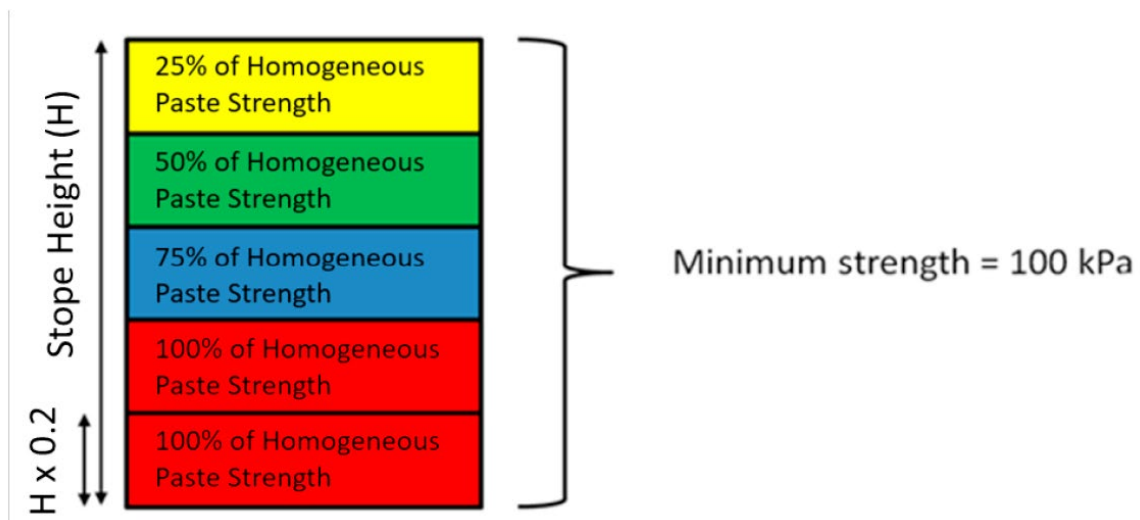 Stope Height (H)
H x 0.2
25% of Homogeneous
Paste Strength
50% of Homogeneous
Paste Strength
75% of Homogeneous
Paste Strength
100% of Homogeneous
Paste Strength
100% of Homogeneous
Paste Strength
Minimum strength = 100 kPa